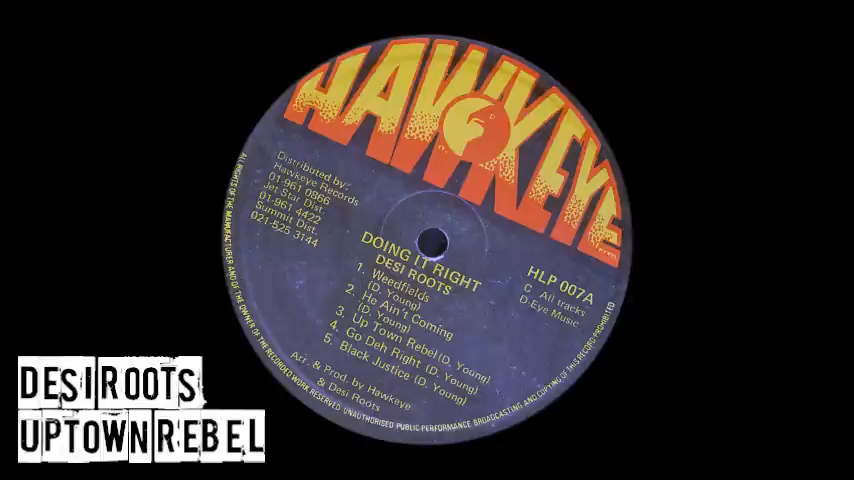 HAWKEYE
Distributed by:
Hawkeye Records
01-961 0866
Jet Star Dist.
01-961 4422
Summit Dist.
021-525 3144
HLP 007A
C. All tracks
D.Eye Music
DOING IT RIGHT
DESI ROOTS
1. Weedfields
(D. Young)
2. He Ain't Coming
(D. Young)
3. Up Town Rebel (D. Young)
4. Go Deh Right (D. Young)
5. Black Justice (D. Young)
Arr. & Prod. by Hawkeye
& Desi Roots
ALL RIGHTS OF THE MANUFACTURER AND OF THE OWNER OF THE RECORDED WORK RESERVED. UNAUTHORISED PUBLIC PERFORMANCE BROADCASTING AND COPYING OF THIS RECORD PROHIBITED
DESI ROOTS
UPTOWN REBEL